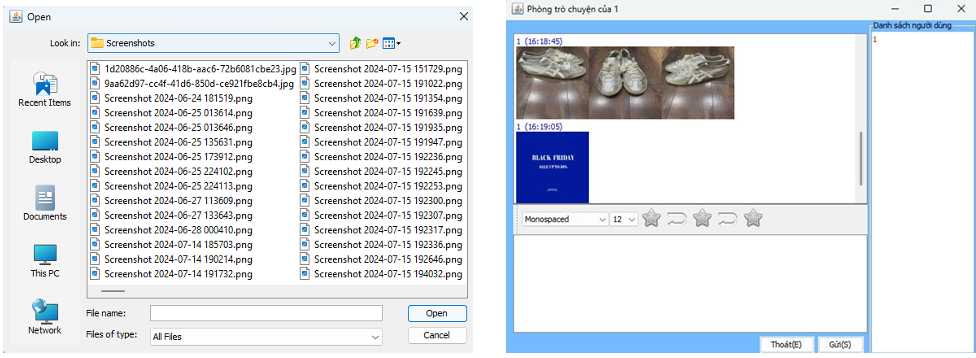 Open
Look in:
Screenshots
Recent Items
Desktop
Documents
This PC
Network
1d20886c-4a06-418b-aac6-72b6081cbe23.jpg
9aa62d97-cc4f-41d6-850d-ce921fbe8cb4.jpg
Screenshot 2024-06-24 181519.png
Screenshot 2024-06-25 013614.png
Screenshot 2024-06-25 013646.png
Screenshot 2024-06-25 135631.png
Screenshot 2024-06-25 173912.png
Screenshot 2024-06-25 224102.png
Screenshot 2024-06-25 224113.png
Screenshot 2024-06-27 113609.png
Screenshot 2024-06-27 133643.png
Screenshot 2024-06-28 000410.png
Screenshot 2024-07-14 185703.png
Screenshot 2024-07-14 190214.png
Screenshot 2024-07-14 191732.png
Screenshot 2024-07-15 151729.png
Screenshot 2024-07-15 191022.png
Screenshot 2024-07-15 191354.png
Screenshot 2024-07-15 191639.png
Screenshot 2024-07-15 191935.png
Screenshot 2024-07-15 191947.png
Screenshot 2024-07-15 192236.png
Screenshot 2024-07-15 192245.png
Screenshot 2024-07-15 192253.png
Screenshot 2024-07-15 192300.png
Screenshot 2024-07-15 192307.png
Screenshot 2024-07-15 192317.png
Screenshot 2024-07-15 192336.png
Screenshot 2024-07-15 192646.png
Screenshot 2024-07-15 194032.png
File name:
Open
Files of type:
All Files
Cancel
Phòng trò chuyện của 1
1 (16:18:45)
1 (16:19:05)
BLACK FRIDAY
SALE UP TO 50%
Monospaced
12
Thoát(E)
Gửi(S)
Danh sách người dùng
1